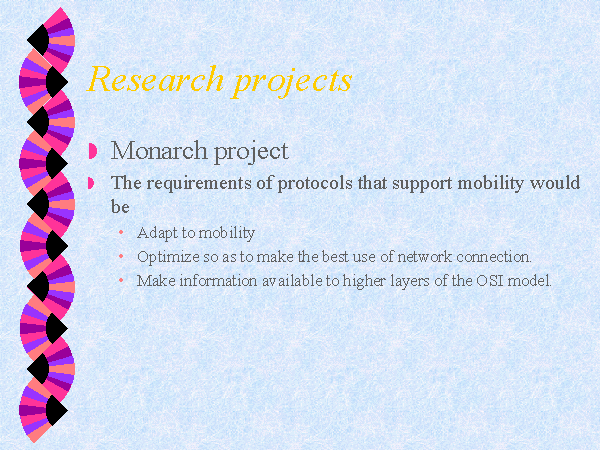 Research projects
Monarch project
The requirements of protocols that support mobility would
be
Adapt to mobility
Optimize so as to make the best use of network connection.
Make information available to higher layers of the OSI model.